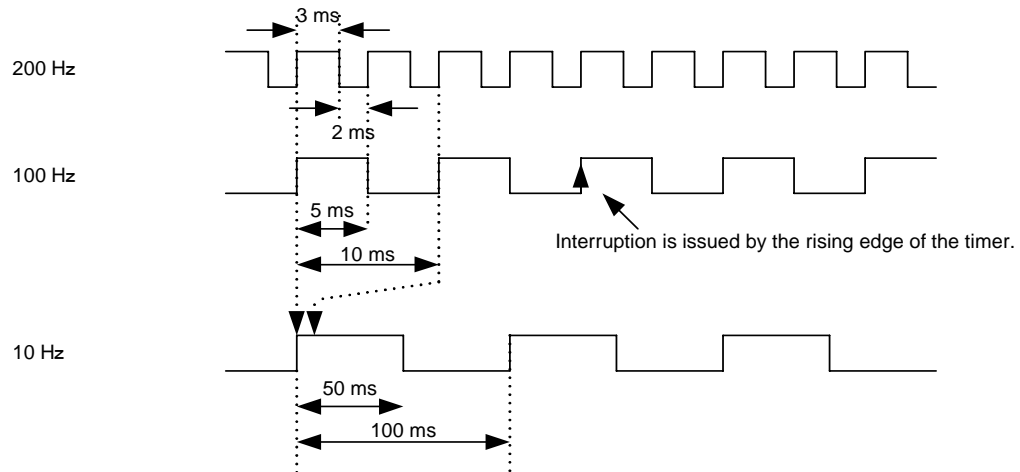 3 ms
200 Hz
2 ms
100 Hz
5 ms
Interruption is issued by the rising edge of the timer.
10 ms
10 Hz
50 ms
100 ms